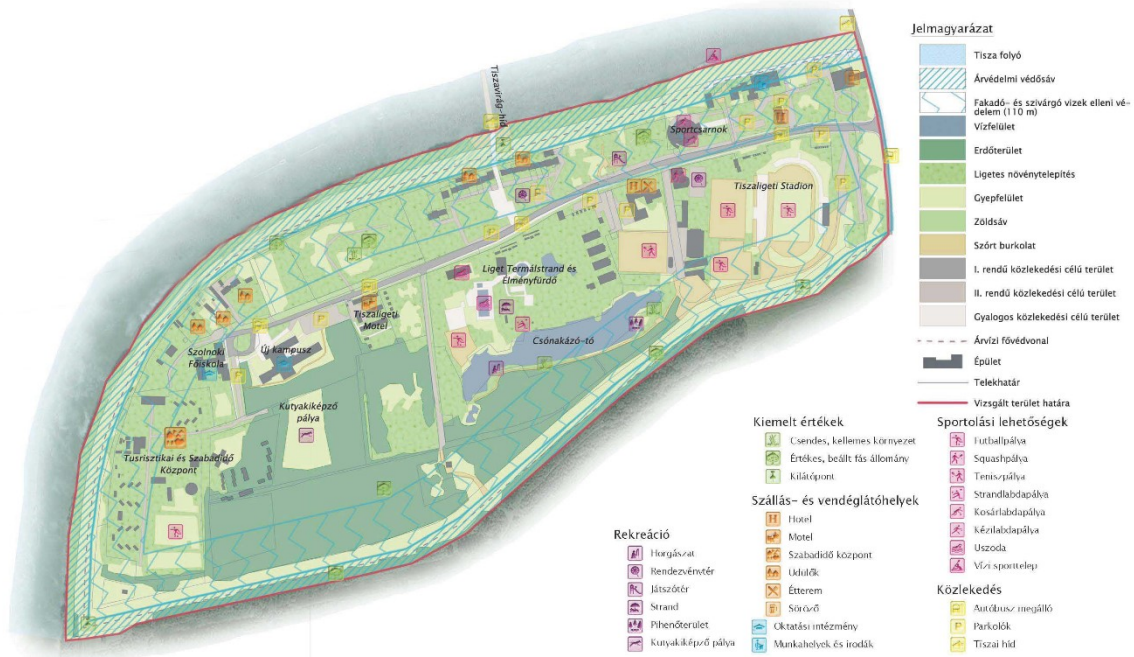 Tiszavirág-híd
Sportcsarnok
Tiszaligeti Stadion
Liget Termálstrand és
Élményfürdő
Tiszaligeti
Motel
Csónakázó-tó
Szolnoki
Főiskola
Új kampusz
Kutyakiképző
pálya
Tusrisztikai és Szabadidő
Központ
Jelmagyarázat
Tisza folyó
Árvédelmi védősáv
Fakadó- és szivárgó vizek elleni vé-
delem (110 m)
Vízfelület
Erdőterület
Ligetes növénytelepítés
Gyepfelület
Zöldsáv
Szórt burkolat
I. rendű közlekedési célú terület
II. rendű közlekedési célú terület
Gyalogos közlekedési célú terület
Árvízi fővédvonal
Épület
Telekhatár
Vizsgált terület határa
Kiemelt értékek
Csendes, kellemes környezet
Értékes, beállt fás állomány
Kilátópont
Szállás- és vendéglátóhelyek
H Hotel
Motel
Szabadidő központ
Üdülők
Étterem
Söröző
Oktatási intézmény
Munkahelyek és irodák
Rekreáció
Horgászat
Rendezvénytér
Játszótér
Strand
Pihenőterület
Kutyakiképző pálya
Sportolási lehetőségek
Futballpálya
Squashpálya
Teniszpálya
Strandlabdapálya
Kosárlabdapálya
Kézilabdapálya
Uszoda
Vízi sporttelep
Közlekedés
Autóbusz megálló
P Parkolók
Tiszai híd